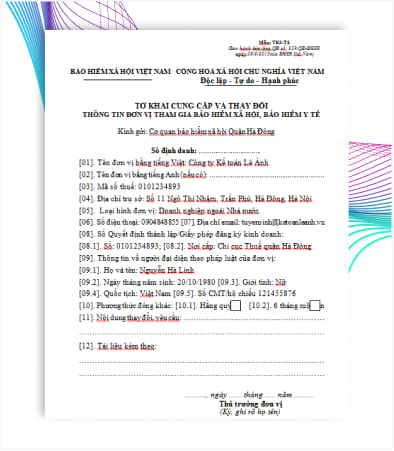 Mẫu: TK3-TS
(Ban hành kèm theo QĐ số: 959/QĐ-BHXH
ngày 09/9/2015 của BHXH Việt Nam)
BẢO HIỂM XÃ HỘI VIỆT NAM CỘNG HOÀ XÃ HỘI CHỦ NGHĨA VIỆT NAM
Độc lập - Tự do - Hạnh phúc
TỜ KHAI CUNG CẤP VÀ THAY ĐỔI
THÔNG TIN ĐƠN VỊ THAM GIA BẢO HIỂM XÃ HỘI, BẢO HIỂM Y TẾ
Kính gửi: Cơ quan bảo hiểm xã hội Quận Hà Đông
Số định danh: ........................
[01]. Tên đơn vị bằng tiếng Việt: Công ty Kế toán Lê Ánh
[02]. Tên đơn vị bằng tiếng Anh (nếu có): ........................
[03]. Mã số thuế: 0101234893
[04]. Địa chỉ trụ sở: Số 11 Ngô Thì Nhậm, Trần Phú, Hà Đông, Hà Nội
[05]. Loại hình đơn vị: Doanh nghiệp ngoài Nhà nước
[06]. Số điện thoại: 0904848855 [07]. Địa chỉ email:
[08]. Số Quyết định thành lập/Giấy phép đăng ký kinh doanh:
[08.1]. Số: 0101234893; [08.2]. Nơi cấp: Chi cục Thuế quận Hà Đông
[09]. Thông tin về người đại diện theo pháp luật của đơn vị:
[09.1]. Họ và tên: Nguyễn Hà Linh
[09.2]. Ngày tháng năm sinh: 20/10/1980 [09.3]. Giới tính: Nữ
[09.4]. Quốc tịch: Việt Nam [09.5]. Số CMT/hộ chiếu 121455876
[10]. Phương thức đóng khác: [10.1]. Hằng quý [10.2]. 6 tháng một lần
[11]. Nội dung thay đổi, yêu cầu: ........................
[12]. Tài liệu kèm theo:
........, ngày ...... tháng ...... năm ........
Thủ trưởng đơn vị
(Ký, ghi rõ họ tên)